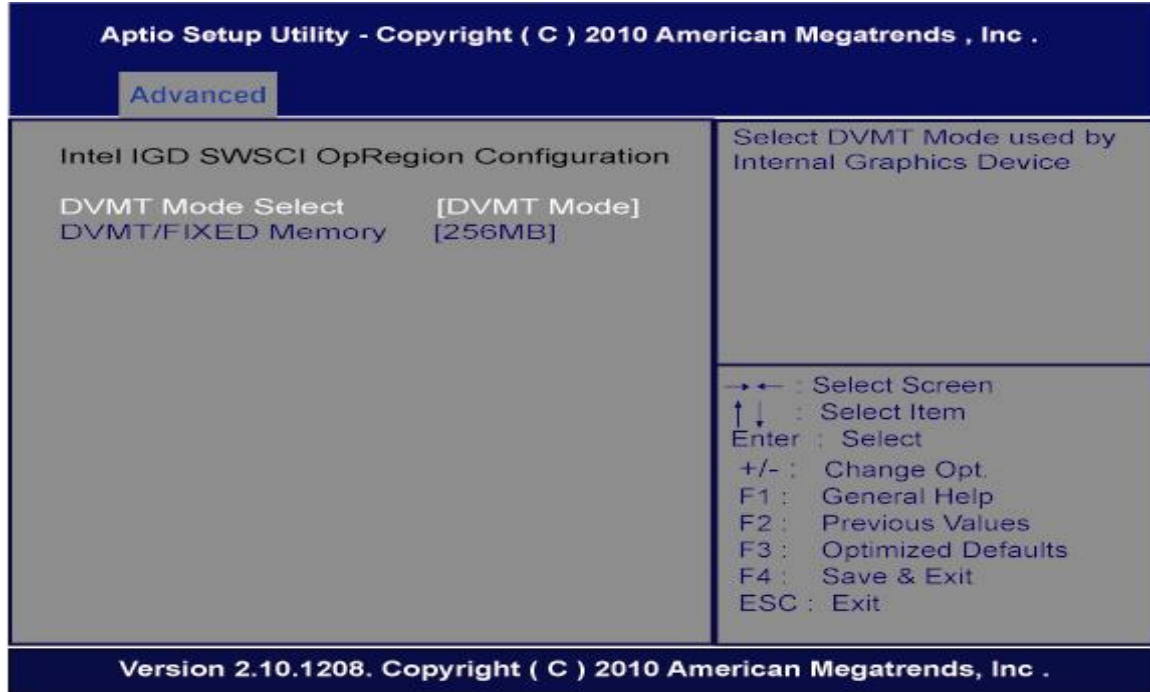 Aptio Setup Utility - Copyright ( C ) 2010 American Megatrends , Inc .
Advanced
Intel IGD SWSCI OpRegion Configuration
DVMT Mode Select [DVMT Mode]
DVMT/FIXED Memory [256MB]
Select DVMT Mode used by
Internal Graphics Device
→ ← : Select Screen
↑ ↓ : Select Item
Enter : Select
+/- : Change Opt.
F1 : General Help
F2 : Previous Values
F3 : Optimized Defaults
F4 : Save & Exit
ESC : Exit
Version 2.10.1208. Copyright ( C ) 2010 American Megatrends, Inc .